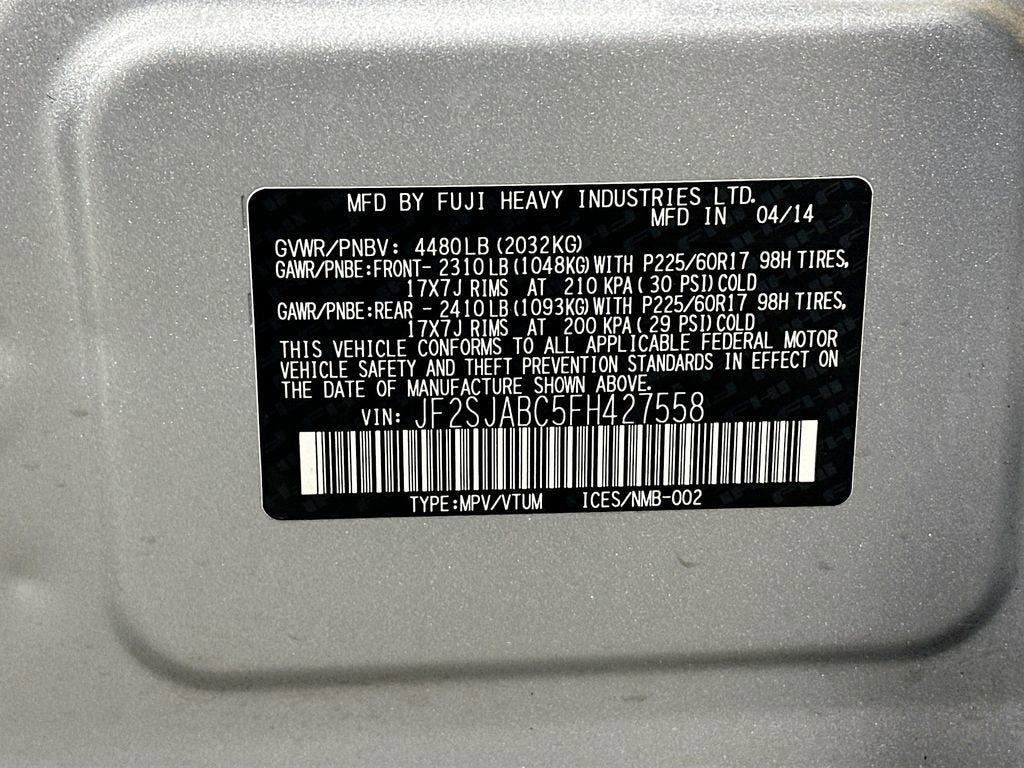 MFD BY FUJI HEAVY INDUSTRIES LTD.
MFD IN 04/14
GVWR/PNBV: 4480LB (2032KG)
GAWR/PNBE:FRONT- 2310 LB (1048KG) WITH P225/60R17 98H TIRES,
17X7J RIMS AT 210 KPA ( 30 PSI) COLD
GAWR/PNBE:REAR - 2410 LB (1093KG) WITH P225/60R17 98H TIRES,
17X7J RIMS AT 200 KPA ( 29 PSI) COLD
THIS VEHICLE CONFORMS TO ALL APPLICABLE FEDERAL MOTOR
VEHICLE SAFETY AND THEFT PREVENTION STANDARDS IN EFFECT ON
THE DATE OF MANUFACTURE SHOWN ABOVE.
VIN: JF2SJABC5FH427558
TYPE:MPV/VTUM ICES/NMB-002